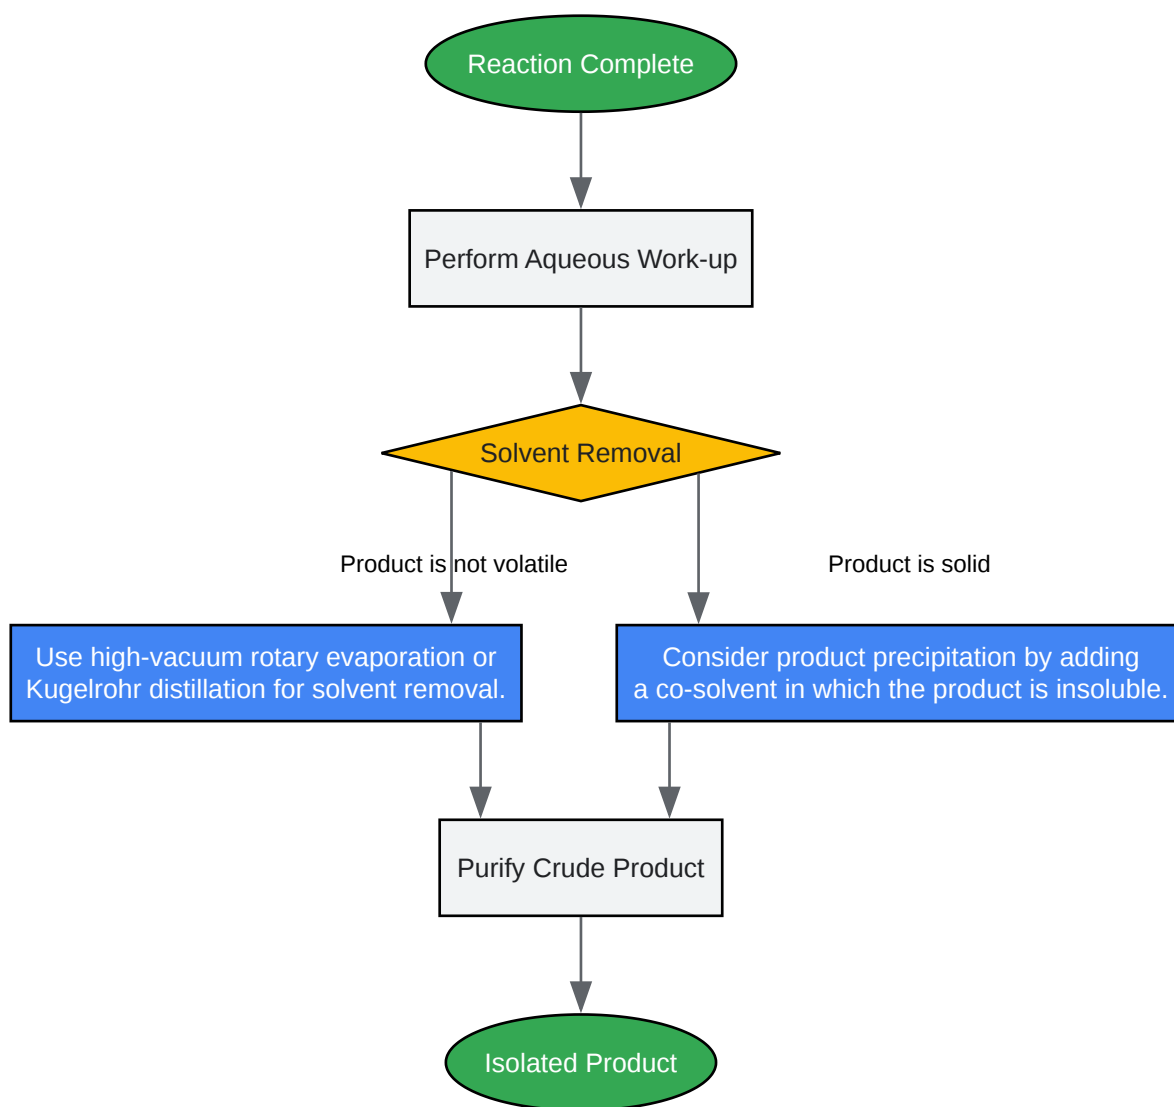 Reaction Complete
Perform Aqueous Work-up
Solvent Removal
Product is not volatile
Product is solid
Use high-vacuum rotary evaporation or
Kugelrohr distillation for solvent removal.
Consider product precipitation by adding
a co-solvent in which the product is insoluble.
Purify Crude Product
Isolated Product